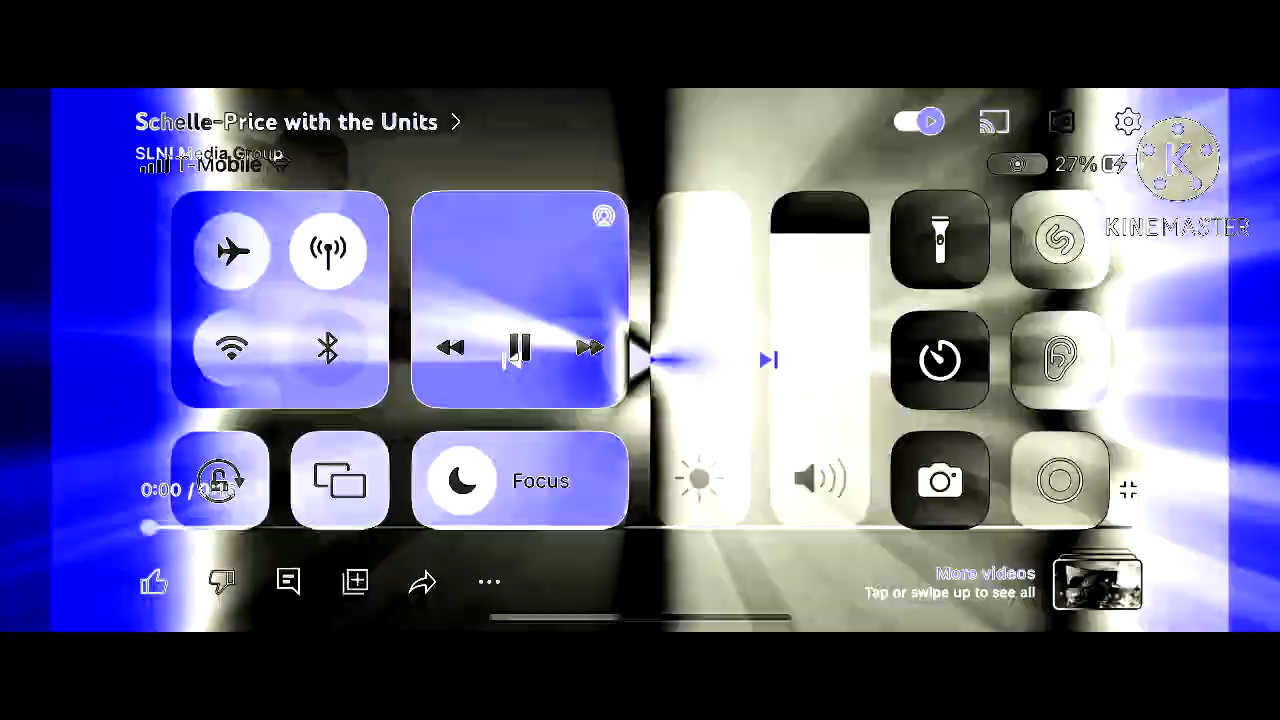 Schelle-Price with the Units
SLN! Media Group
T-Mobile
27%
K
KINEMASTER
Focus
0:00 /
More videos
Tap or swipe up to see all